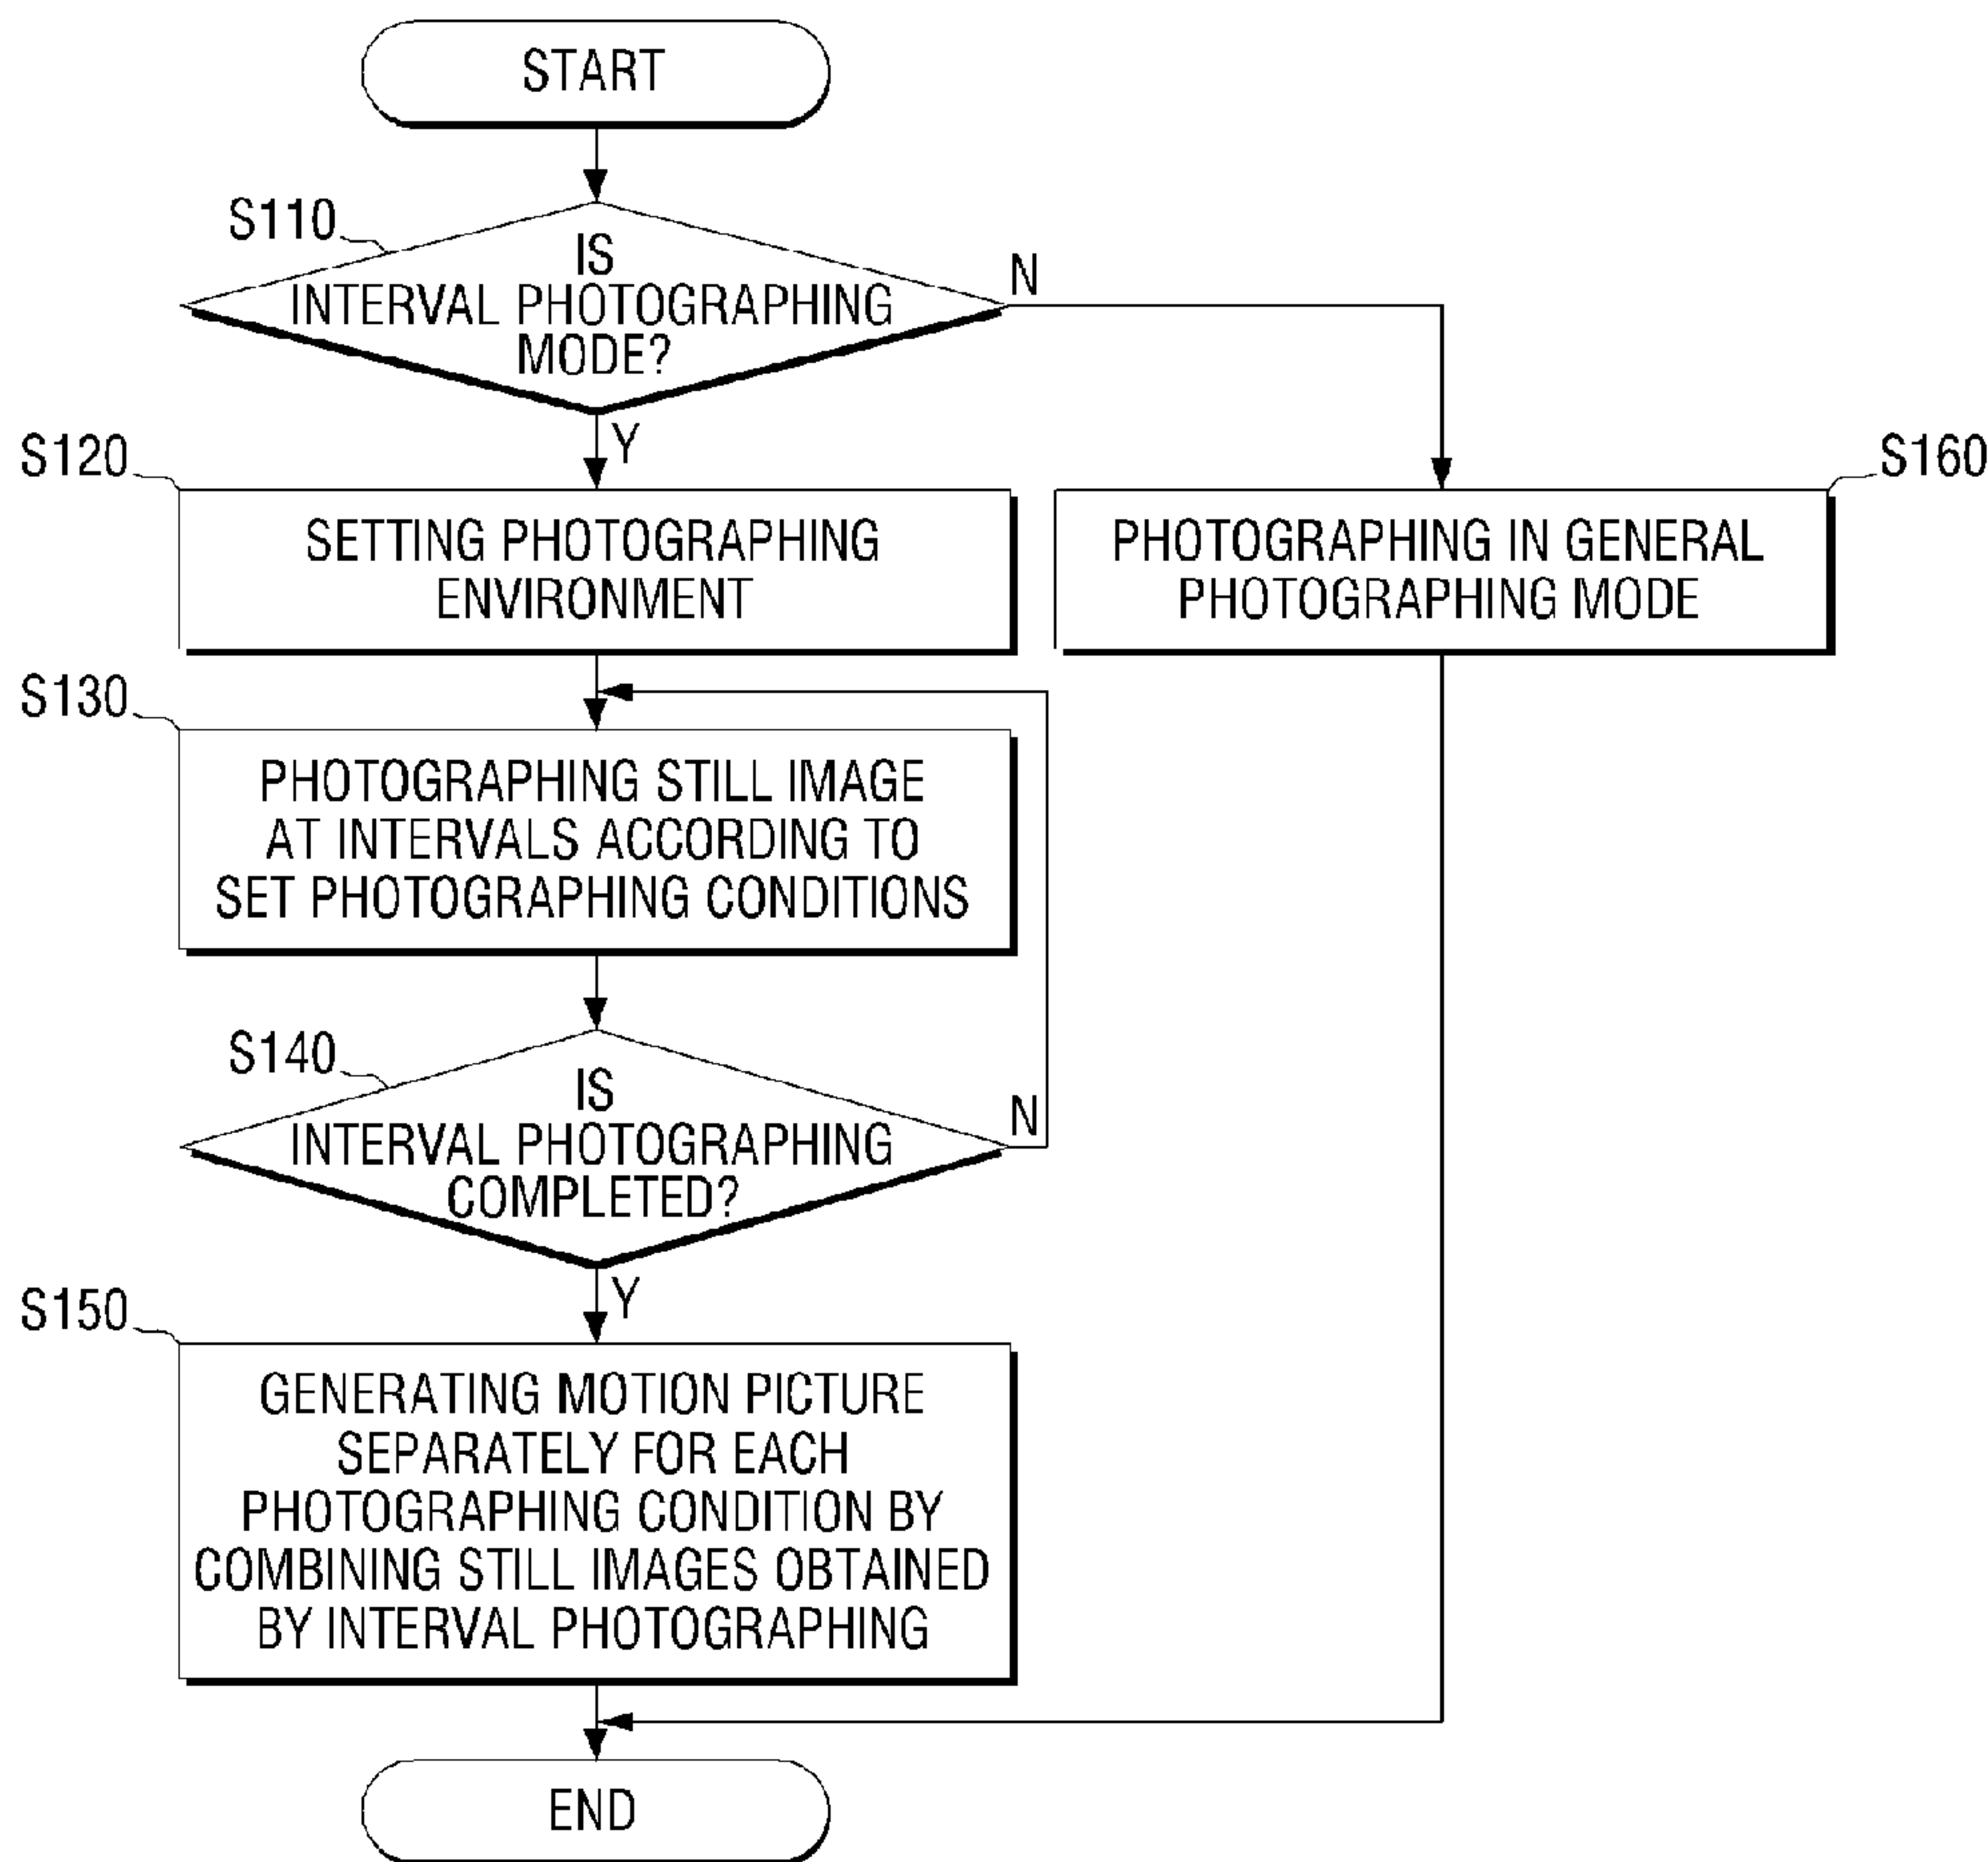 START
S110
IS
INTERVAL PHOTOGRAPHING
MODE?
N
Y
S120
SETTING PHOTOGRAPHING
ENVIRONMENT
S160
PHOTOGRAPHING IN GENERAL
PHOTOGRAPHING MODE
S130
PHOTOGRAPHING STILL IMAGE
AT INTERVALS ACCORDING TO
SET PHOTOGRAPHING CONDITIONS
S140
IS
INTERVAL PHOTOGRAPHING
COMPLETED?
N
Y
S150
GENERATING MOTION PICTURE
SEPARATELY FOR EACH
PHOTOGRAPHING CONDITION BY
COMBINING STILL IMAGES OBTAINED
BY INTERVAL PHOTOGRAPHING
END